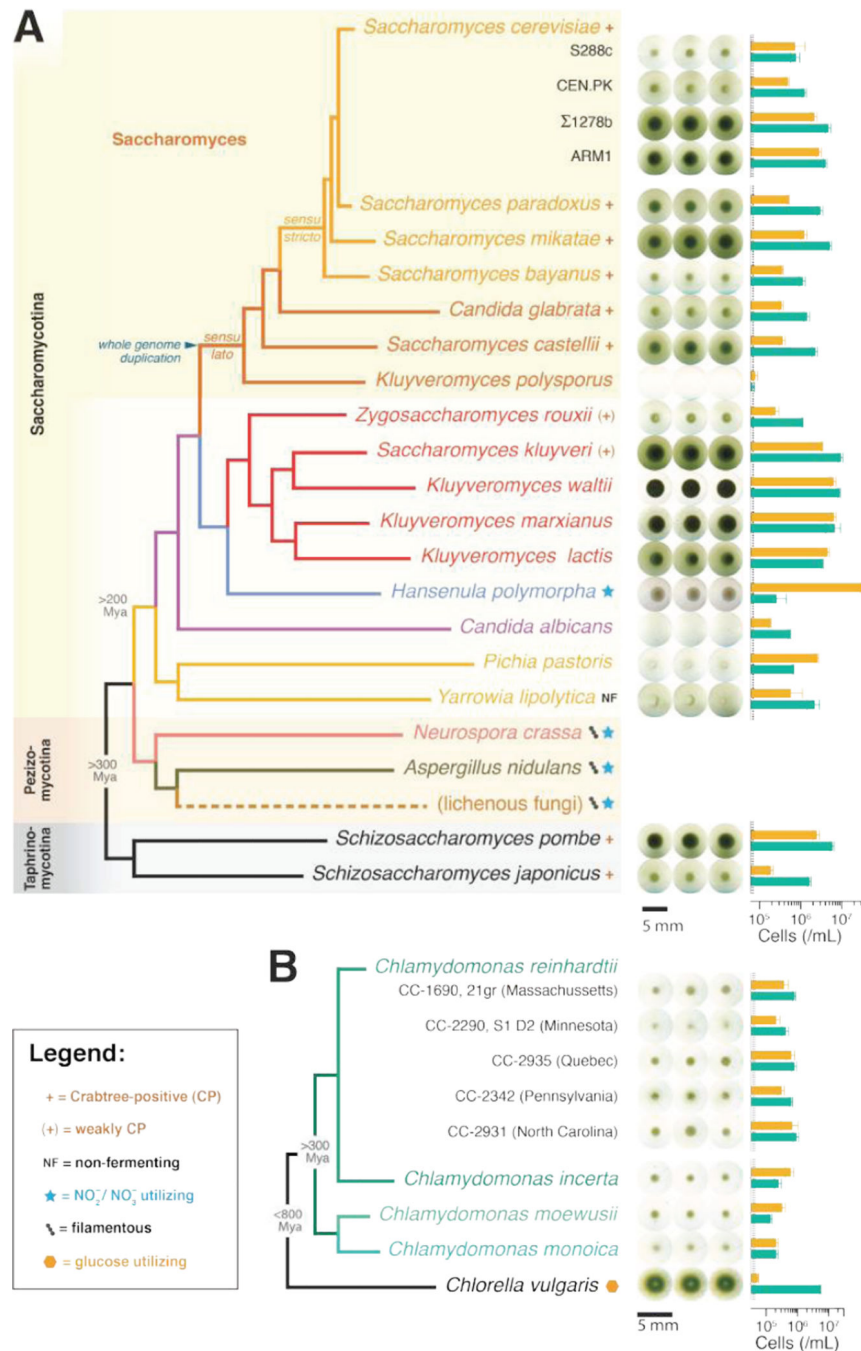 A
Saccharomyces cerevisiae +
S288c
CEN.PK
Σ1278b
ARM1
Saccharomyces
sensu
stricto
Saccharomyces paradoxus +
Saccharomyces mikatae +
Saccharomyces bayanus +
Candida glabrata +
whole genome
duplication
sensu
lato
Saccharomyces castellii +
Kluyveromyces polysporus
Saccharomycotina
Zygosaccharomyces rouxii (+)
Saccharomyces kluyveri (+)
Kluyveromyces waltii
Kluyveromyces marxianus
Kluyveromyces lactis
Hansenula polymorpha
>200
Mya
Candida albicans
Pichia pastoris
Yarrowia lipolytica NF
Pezizo-
mycotina
Neurospora crassa
>300
Mya
Aspergillus nidulans
(lichenous fungi)
Taphrino-
mycotina
Schizosaccharomyces pombe +
Schizosaccharomyces japonicus +
5 mm
10⁵ 10⁶ 10⁷
Cells (/mL)
B
Chlamydomonas reinhardtii
CC-1690, 21gr (Massachussetts)
CC-2290, S1 D2 (Minnesota)
CC-2935 (Quebec)
CC-2342 (Pennsylvania)
CC-2931 (North Carolina)
>300
Mya
Chlamydomonas incerta
<800
Mya
Chlamydomonas moewusii
Chlamydomonas monoica
Chlorella vulgaris
5 mm
10⁵ 10⁶ 10⁷
Cells (/mL)
Legend:
+ = Crabtree-positive (CP)
(+) = weakly CP
NF = non-fermenting
= NO₂⁻/ NO₃⁻ utilizing
= filamentous
= glucose utilizing